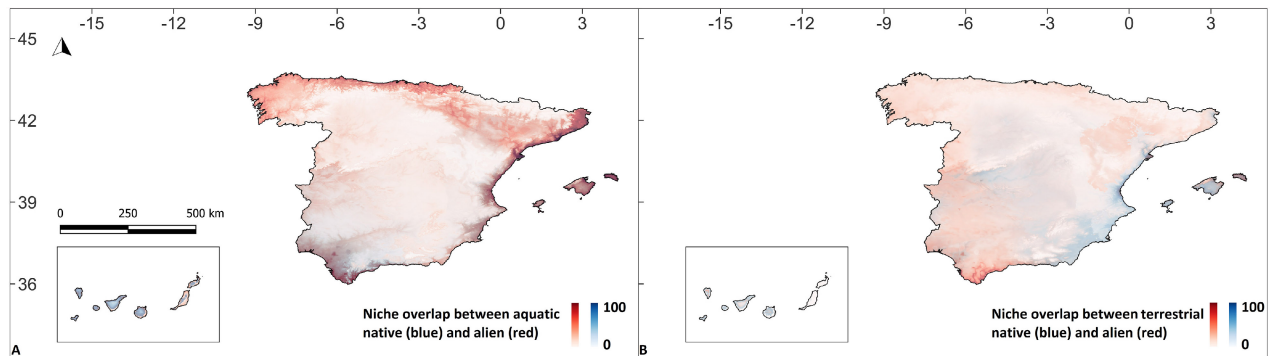 -15 -12 -9 -6 -3 0 3
-15 -12 -9 -6 -3 0 3
45
42
39
36
0 250 500 km
Niche overlap between aquatic
native (blue) and alien (red)
100
0
A
Niche overlap between terrestrial
native (blue) and alien (red)
100
0
B